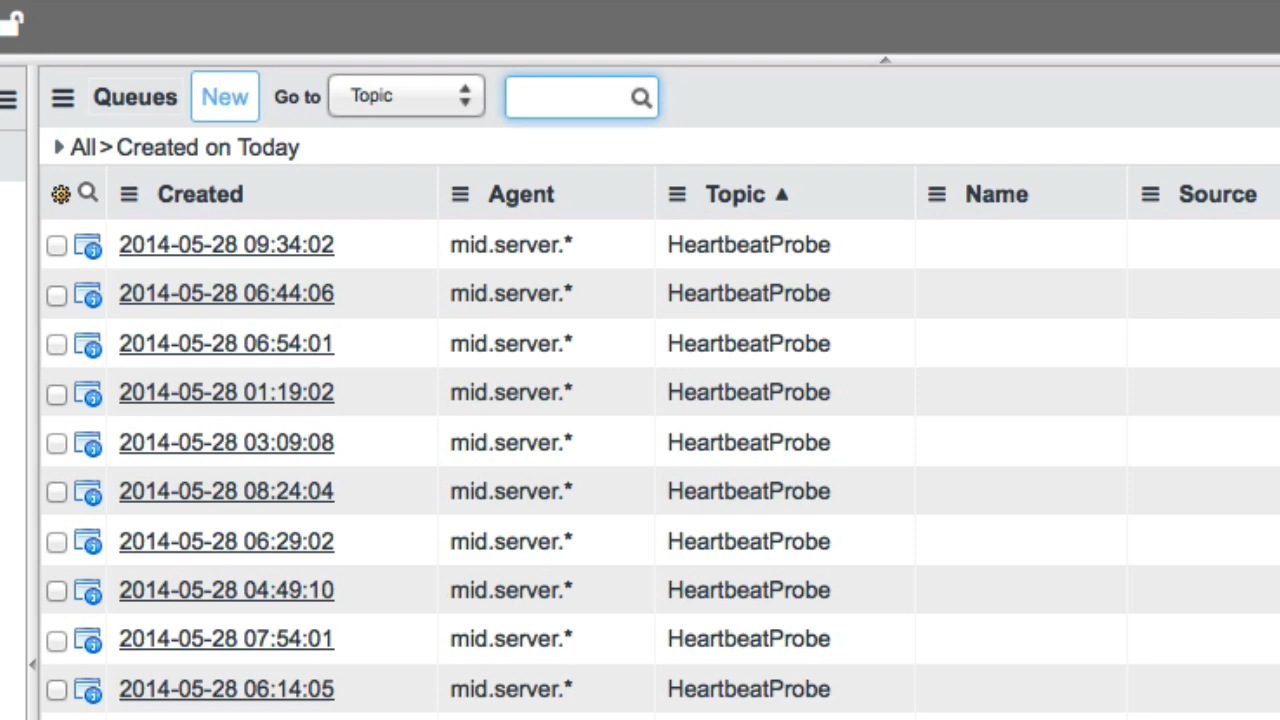 Queues New Go to Topic
All > Created on Today
Created Agent Topic ▲ Name Source
2014-05-28 09:34:02 mid.server.* HeartbeatProbe
2014-05-28 06:44:06 mid.server.* HeartbeatProbe
2014-05-28 06:54:01 mid.server.* HeartbeatProbe
2014-05-28 01:19:02 mid.server.* HeartbeatProbe
2014-05-28 03:09:08 mid.server.* HeartbeatProbe
2014-05-28 08:24:04 mid.server.* HeartbeatProbe
2014-05-28 06:29:02 mid.server.* HeartbeatProbe
2014-05-28 04:49:10 mid.server.* HeartbeatProbe
2014-05-28 07:54:01 mid.server.* HeartbeatProbe
2014-05-28 06:14:05 mid.server.* HeartbeatProbe